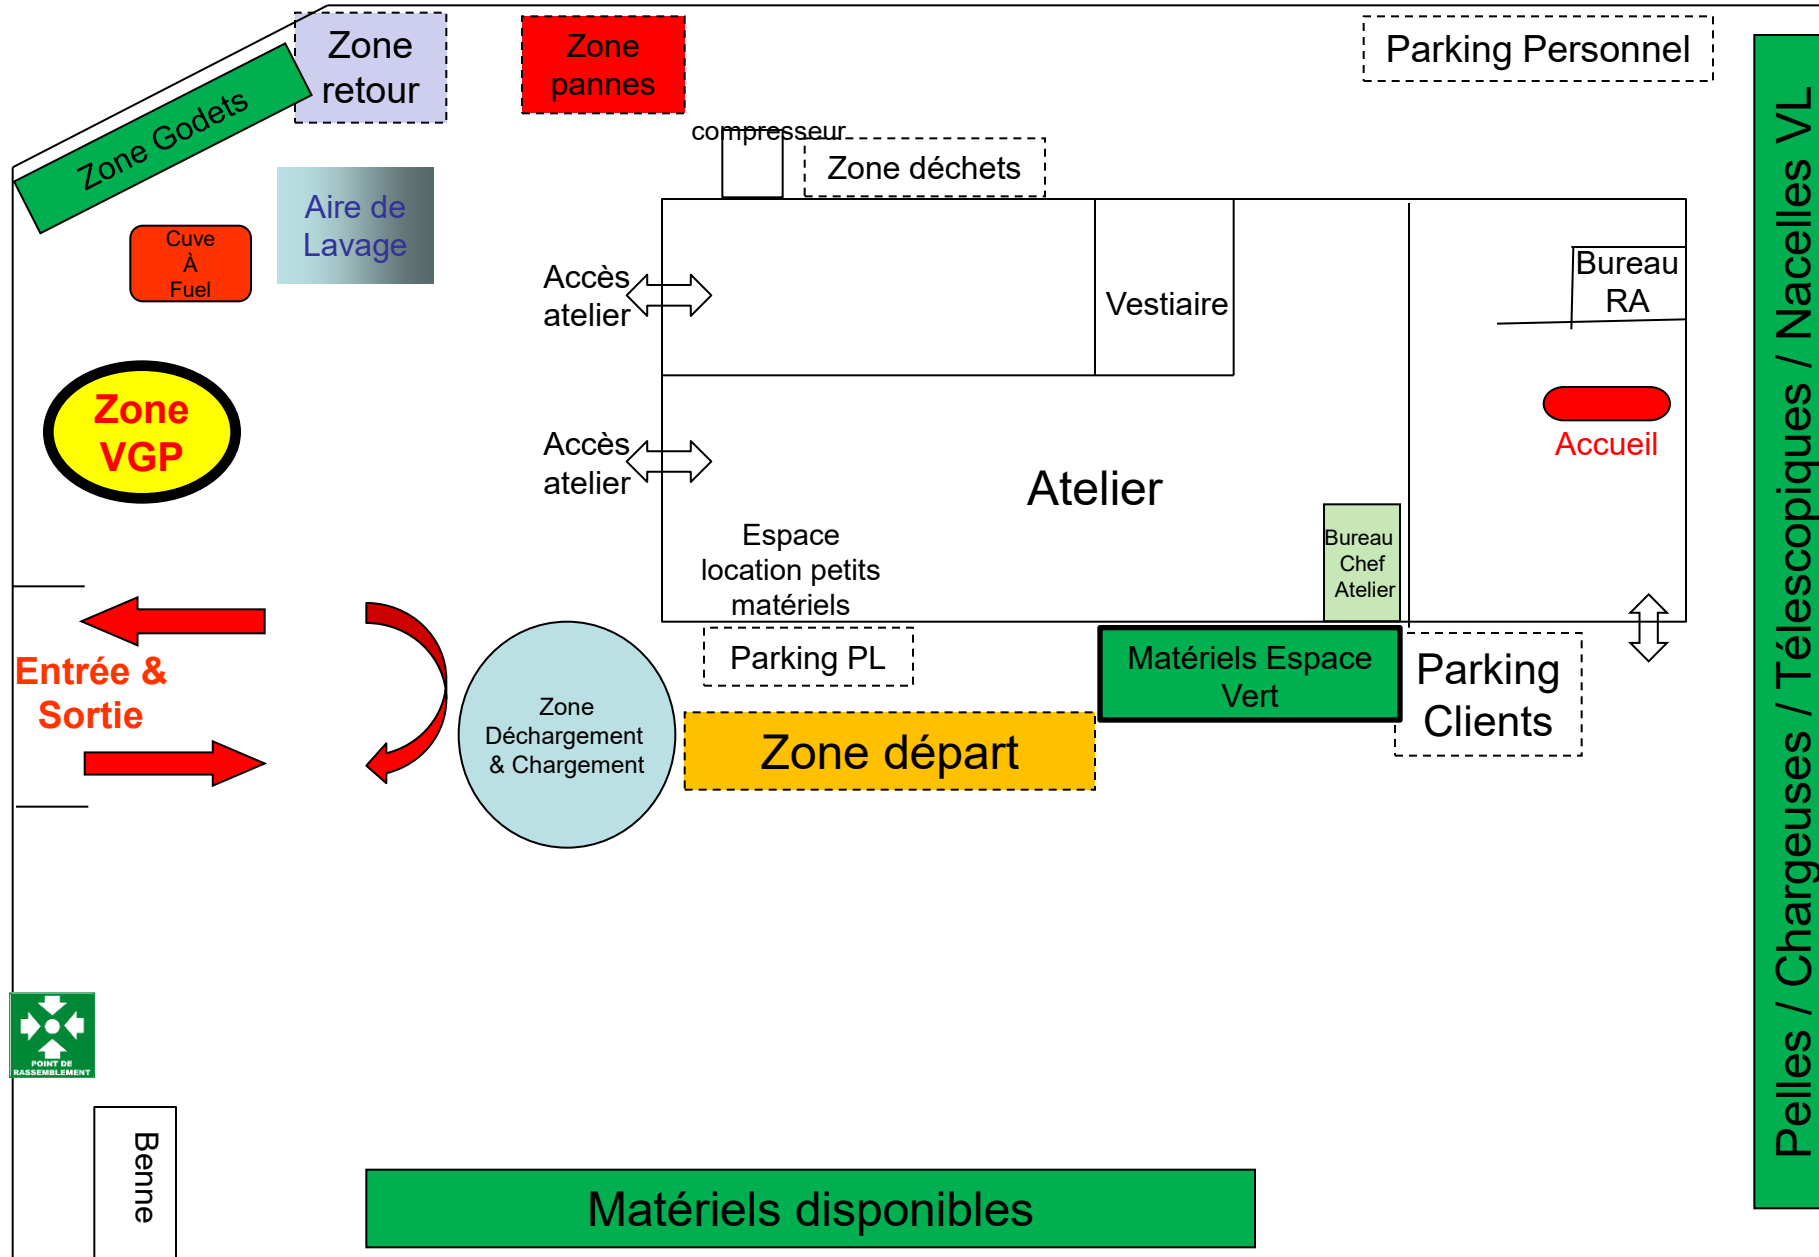 Zone
retour
Zone
pannes
Parking Personnel
Zone Godets
compresseur
Zone déchets
Aire de
Lavage
Cuve
À
Fuel
Accès
atelier
Vestiaire
Bureau
RA
Zone
VGP
Accueil
Accès
atelier
Atelier
Espace
location petits
matériels
Bureau
Chef
Atelier
Entrée &
Sortie
Parking PL
Matériels Espace
Vert
Parking
Clients
Zone
Déchargement
& Chargement
Zone départ
Pelles / Chargeuses / Télescopibnes / Nacelles VL
POINT DE
RASSEMBLEMENT
Benne
Matériels disponibles